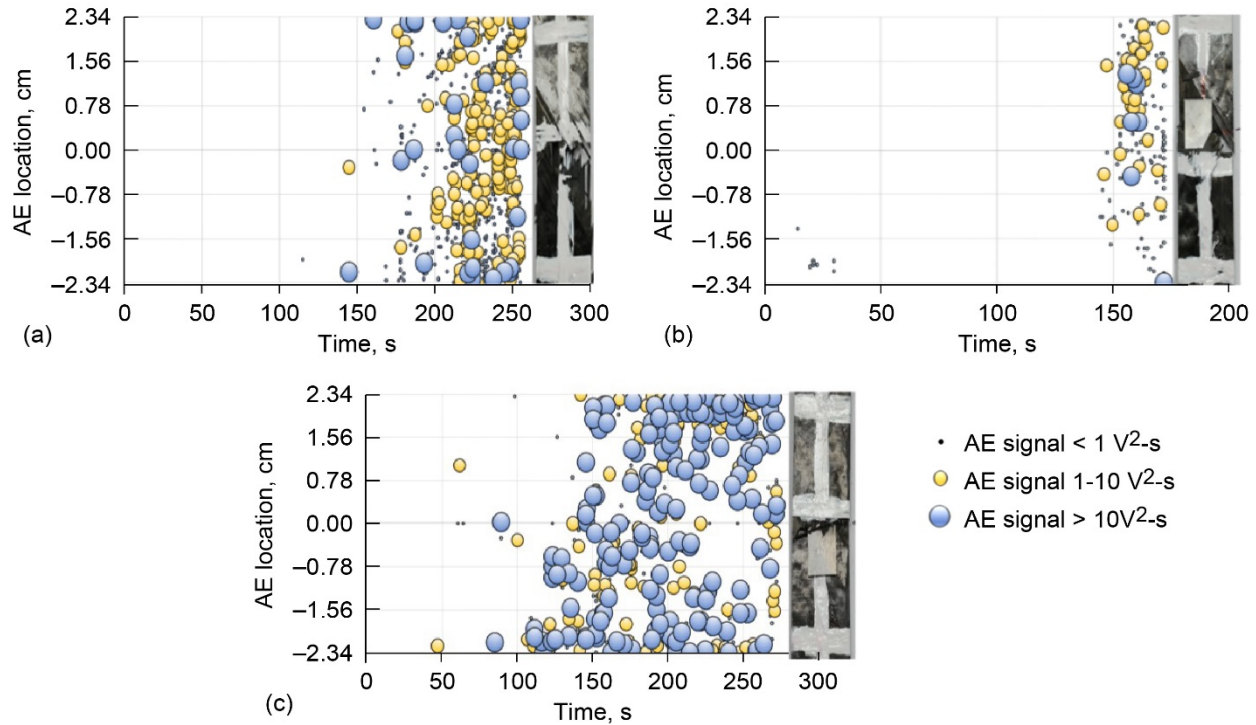 AE location, cm
2.34
1.56
0.78
0.00
–0.78
–1.56
–2.34
0 50 100 150 200 250 300
Time, s
(a)
AE location, cm
2.34
1.56
0.78
0.00
–0.78
–1.56
–2.34
0 50 100 150 200
Time, s
(b)
AE location, cm
2.34
1.56
0.78
0.00
–0.78
–1.56
–2.34
0 50 100 150 200 250 300
Time, s
(c)
AE signal < 1 V²-s
AE signal 1-10 V²-s
AE signal > 10V²-s